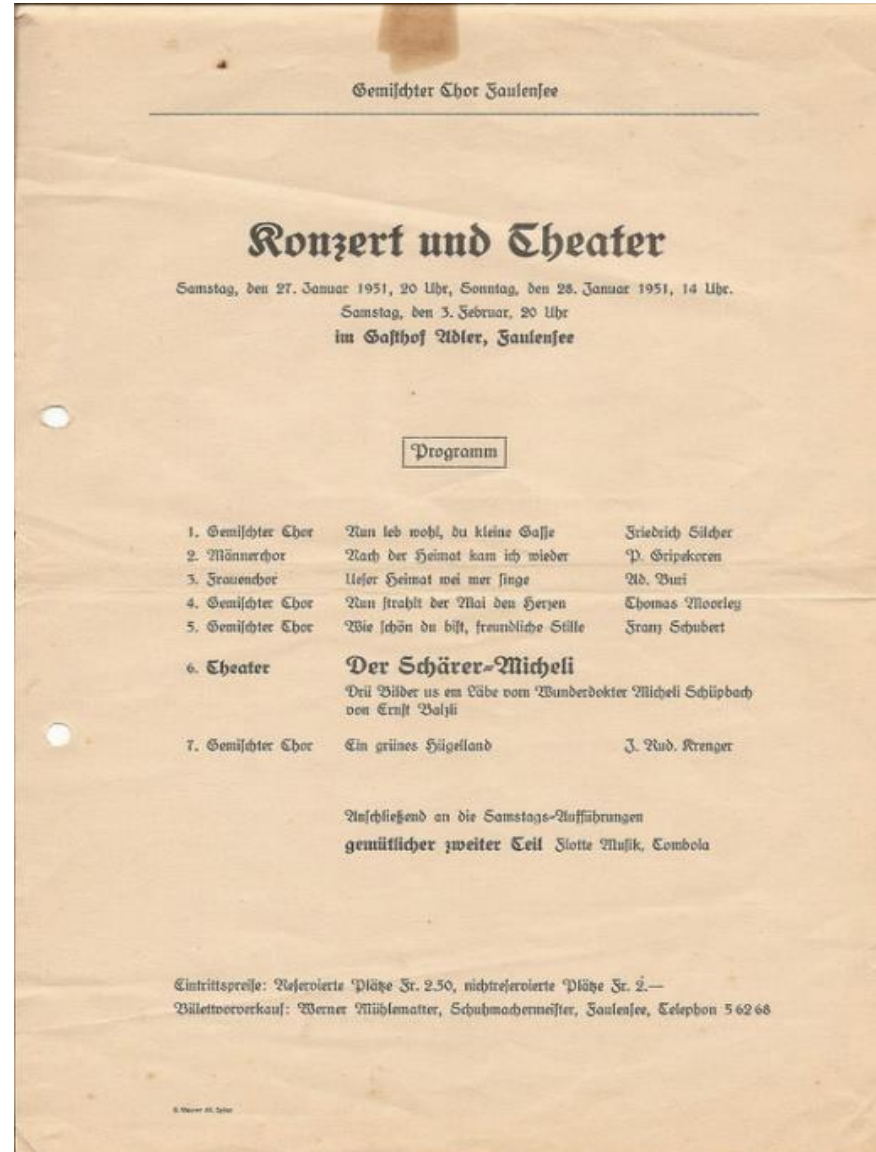 Gemischter Chor Faulensee
Konzert und Theater
Samstag, den 27. Januar 1951, 20 Uhr, Sonntag, den 28. Januar 1951, 14 Uhr.
Samstag, den 3. Februar, 20 Uhr
im Gasthof Adler, Faulensee
Programm
1. Gemischter Chor Nun leb wohl, du kleine Gasse Friedrich Silcher
2. Männerchor Nach der Heimat kam ich wieder P. Gripekoren
3. Frauenchor Ueser Heimat wei mer singe Ad. Buri
4. Gemischter Chor Nun strahlt der Mai den Herzen Thomas Moorley
5. Gemischter Chor Wie schön du bist, freundliche Stille Franz Schubert
6. Theater Der Schärer-Micheli
Drü Bilder us em Läbe vom Wunderdokter Micheli Schüpbach
von Ernst Balzli
7. Gemischter Chor Ein grünes Hügelland J. Rud. Krenger
Anschließend an die Samstags-Aufführungen
gemütlicher zweiter Teil Flotte Musik, Tombola
Eintrittspreise: Reservierte Plätze Fr. 2.50, nichtreservierte Plätze Fr. 2.—
Billettvorverkauf: Werner Mühlematter, Schuhmachermeister, Faulensee, Telephon 5 62 68
Maurer AG. Spiez